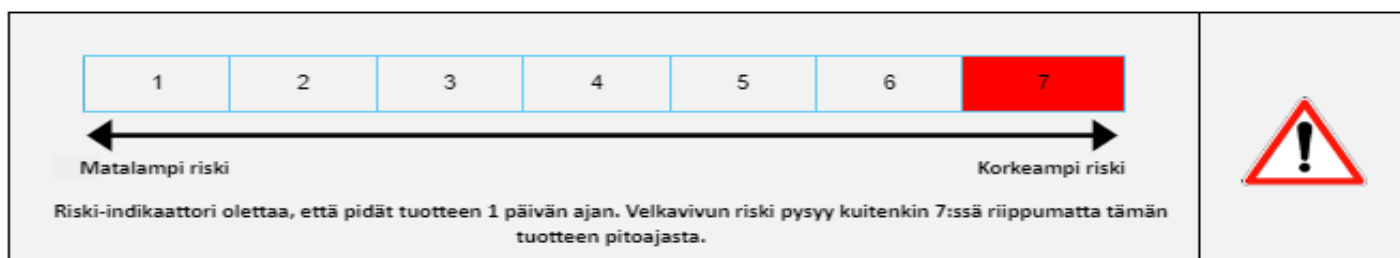 1 2 3 4 5 6 7
Matalampi riski Korkeampi riski
Riski-indikaattori olettaa, että pidät tuotteen 1 päivän ajan. Velkavivun riski pysyy kuitenkin 7:ssä riippumatta tämän
tuotteen pitoajasta.